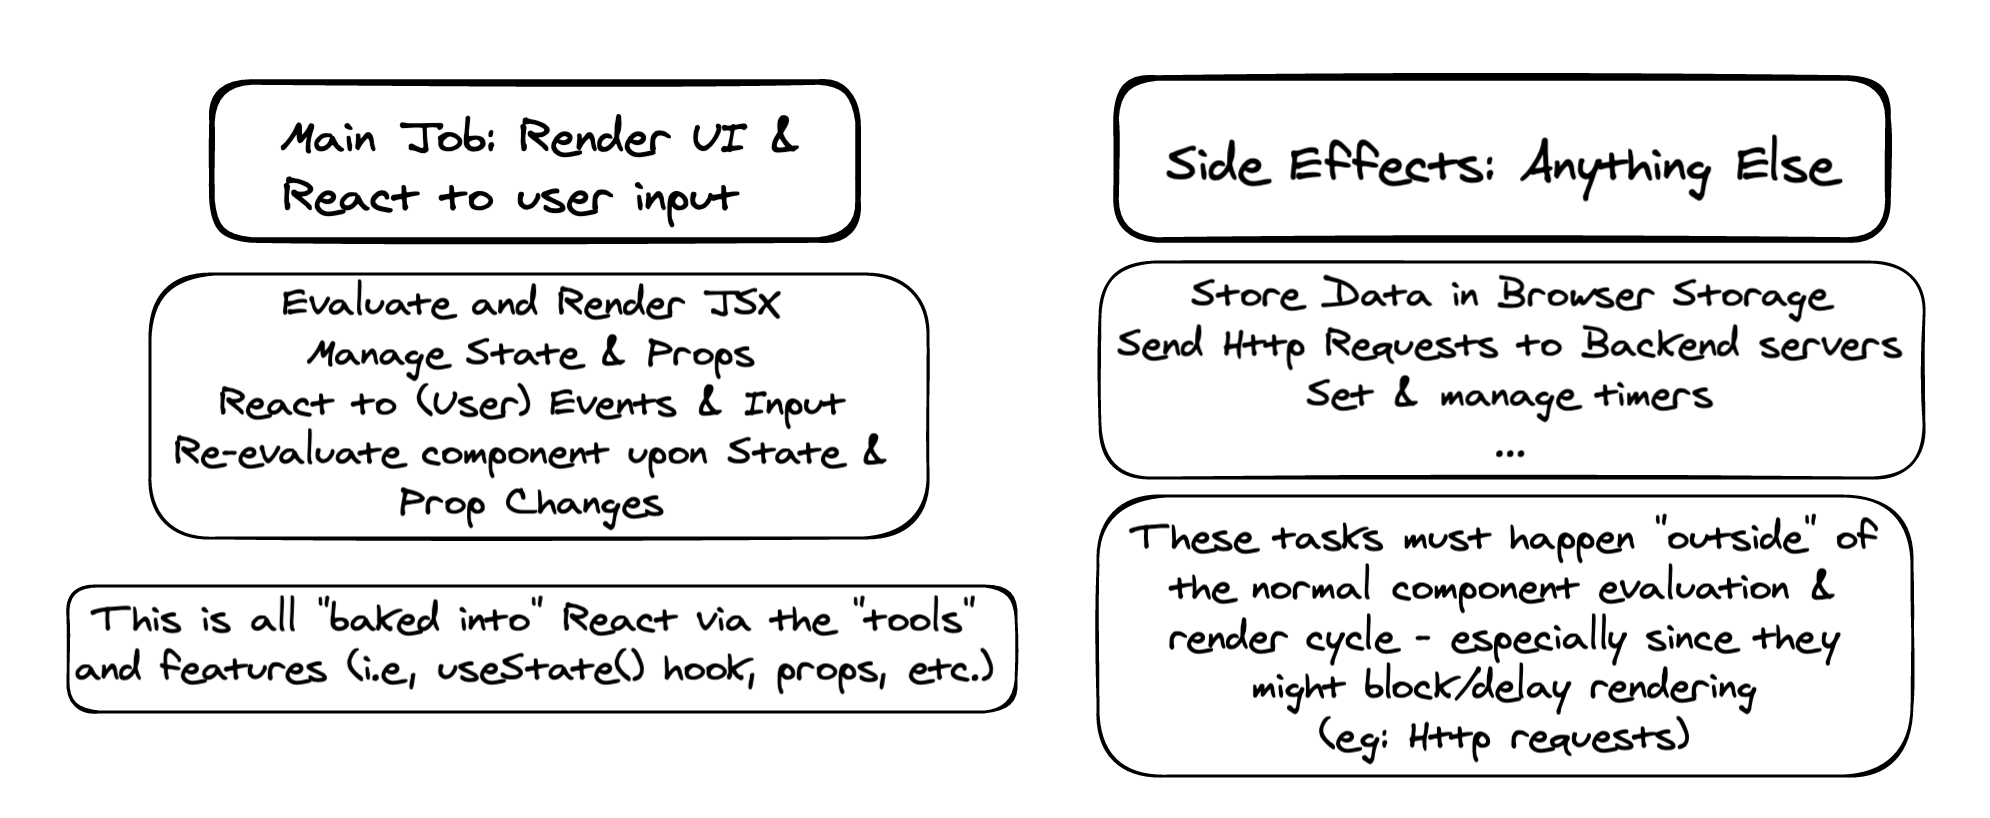 Main Job: Render UI &
React to user input
Evaluate and Render JSX
Manage State & Props
React to (User) Events & Input
Re-evaluate component upon State &
Prop Changes
This is all "baked into" React via the "tools"
and features (i.e, useState() hook, props, etc.)
Side Effects: Anything Else
Store Data in Browser Storage
Send Http Requests to Backend servers
Set & manage timers
...
These tasks must happen "outside" of
the normal component evaluation &
render cycle - especially since they
might block/delay rendering
(eg: Http requests)